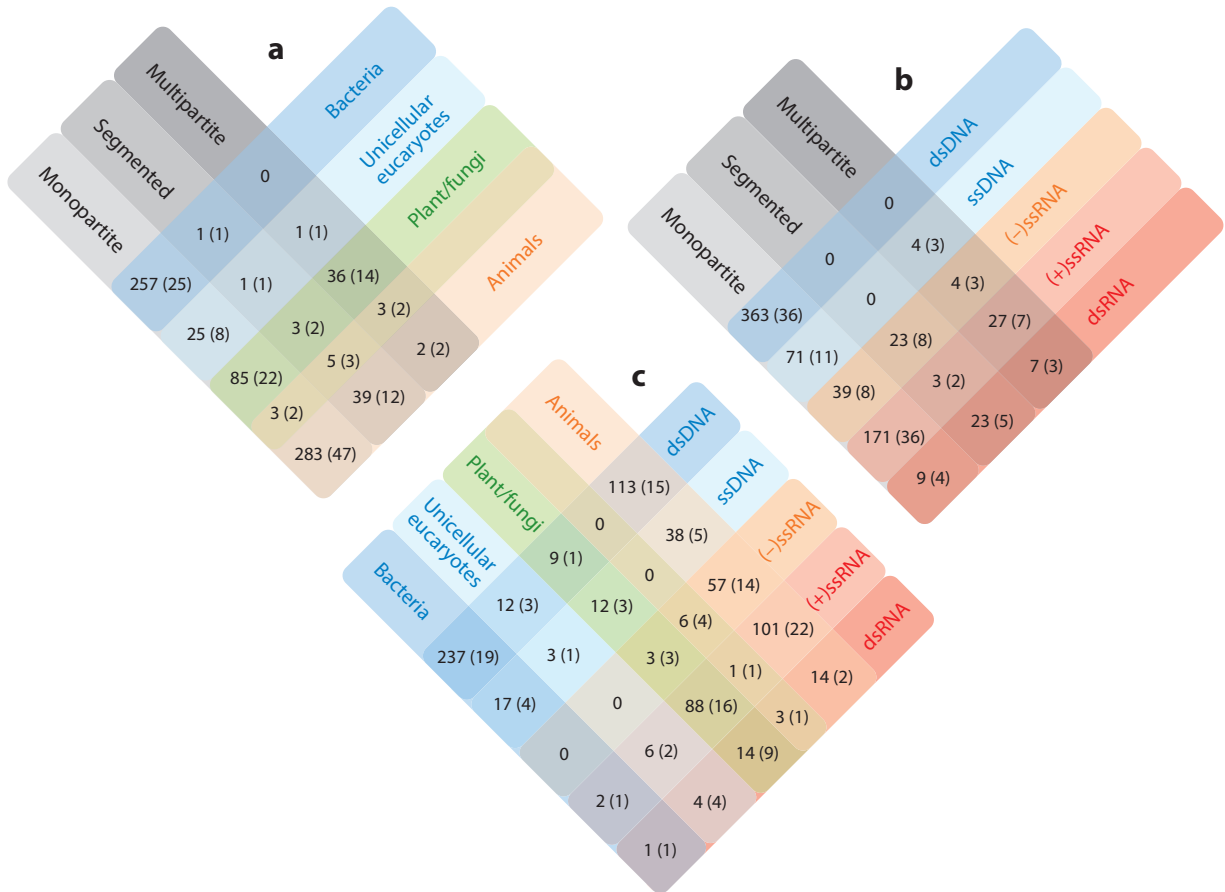 a
Multipartite
Segmented
Monopartite
Bacteria
Unicellular
eucaryotes
Plant/fungi
Animals
0
1 (1)
1 (1)
257 (25)
1 (1)
36 (14)
25 (8)
3 (2)
3 (2)
85 (22)
5 (3)
2 (2)
3 (2)
39 (12)
283 (47)
b
Multipartite
Segmented
Monopartite
dsDNA
ssDNA
(–)ssRNA
(+)ssRNA
dsRNA
0
0
4 (3)
363 (36)
0
4 (3)
71 (11)
23 (8)
27 (7)
39 (8)
3 (2)
7 (3)
171 (36)
23 (5)
9 (4)
c
Animals
Plant/fungi
Unicellular
eucaryotes
Bacteria
dsDNA
ssDNA
(–)ssRNA
(+)ssRNA
dsRNA
113 (15)
0
38 (5)
9 (1)
0
57 (14)
12 (3)
12 (3)
6 (4)
101 (22)
237 (19)
3 (1)
3 (3)
1 (1)
14 (2)
17 (4)
0
88 (16)
3 (1)
0
6 (2)
14 (9)
2 (1)
4 (4)
1 (1)